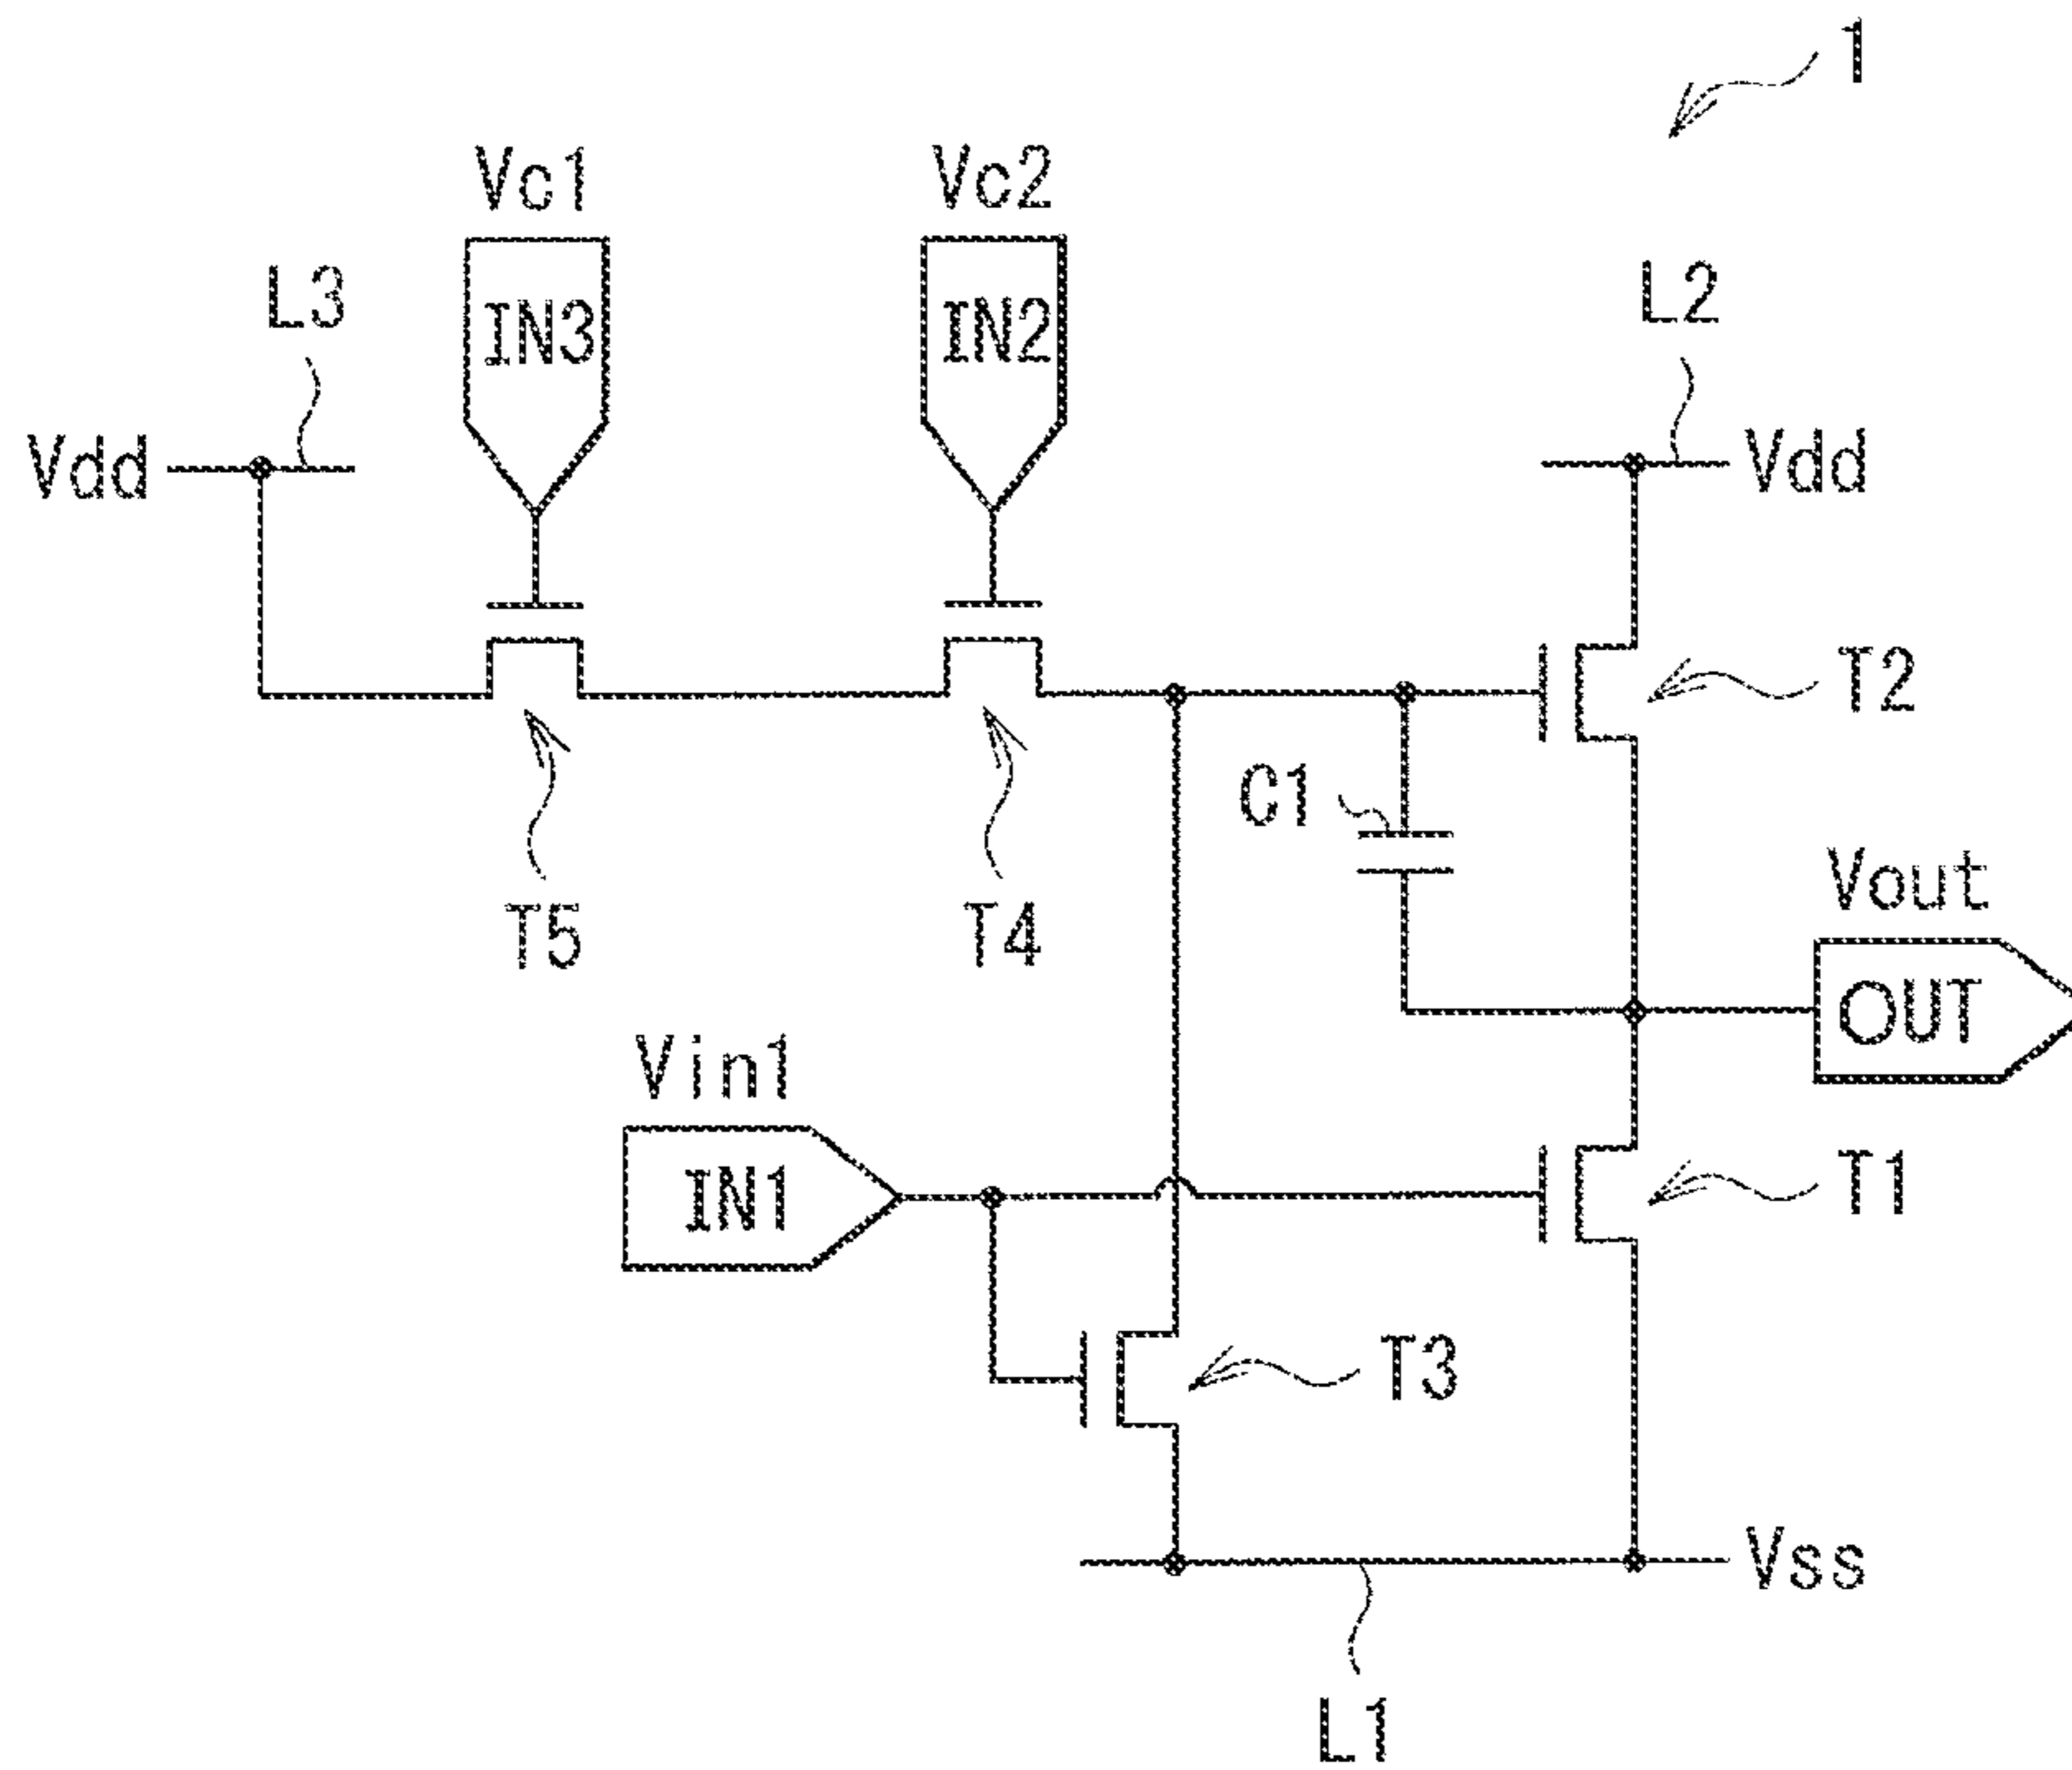 1
Vc1
Vc2
L3
IN3
IN2
L2
Vdd
Vdd
T2
C1
T5
T4
Vout
OUT
Vin1
IN1
T1
T3
Vss
L1